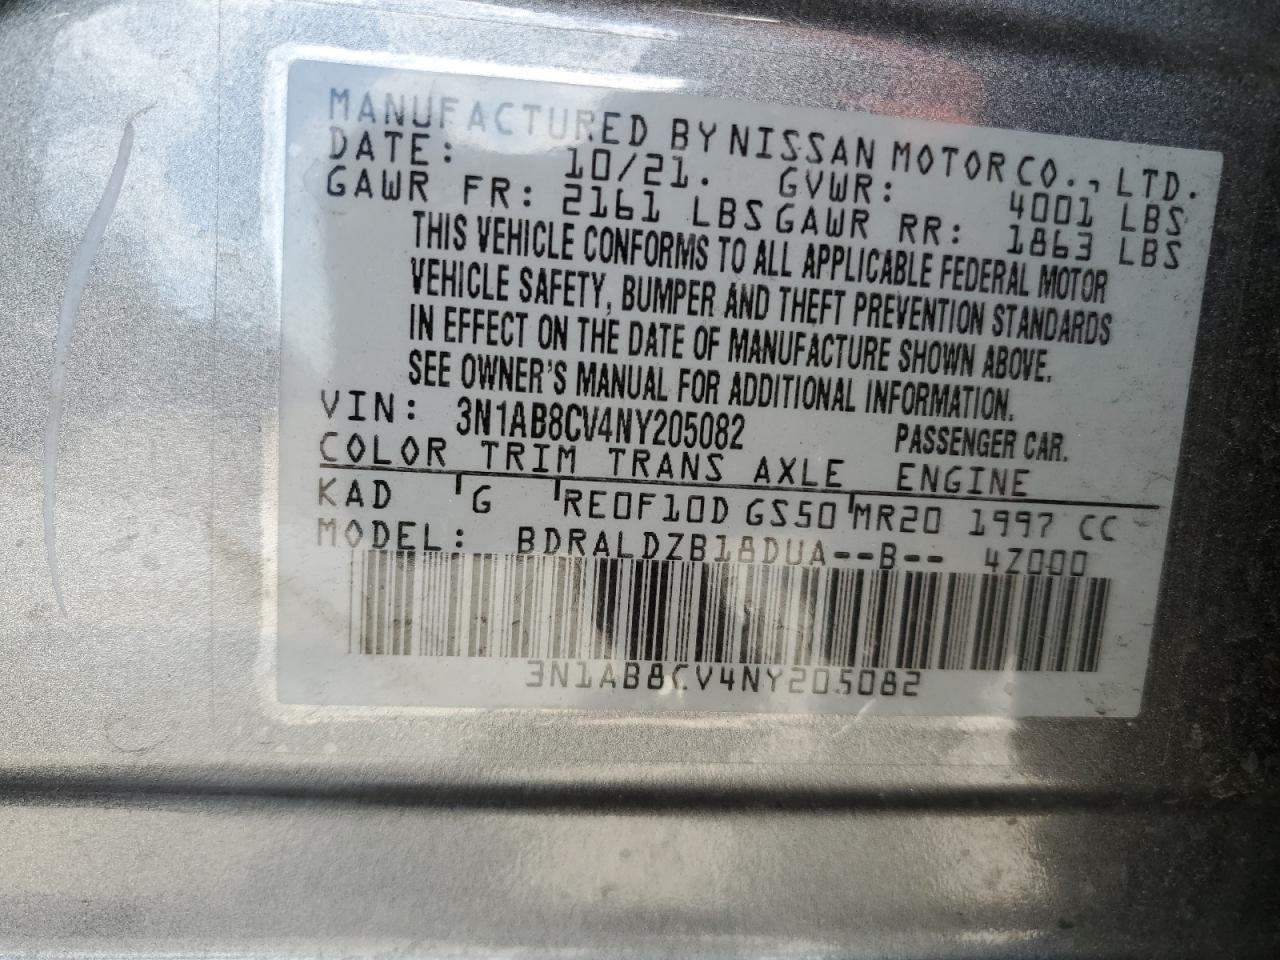 MANUFACTURED BY NISSAN MOTOR CO., LTD.
DATE: 10/21. GVWR: 4001 LBS
GAWR FR: 2161 LBS GAWR RR: 1863 LBS
THIS VEHICLE CONFORMS TO ALL APPLICABLE FEDERAL MOTOR
VEHICLE SAFETY, BUMPER AND THEFT PREVENTION STANDARDS
IN EFFECT ON THE DATE OF MANUFACTURE SHOWN ABOVE.
SEE OWNER'S MANUAL FOR ADDITIONAL INFORMATION.
VIN: 3N1AB8CV4NY205082 PASSENGER CAR.
COLOR TRIM TRANS AXLE ENGINE
KAD G RE0F10D GS50 MR20 1997 CC
MODEL: BDRALDZB18DUA--B-- 4Z000
3N1AB8CV4NY205082